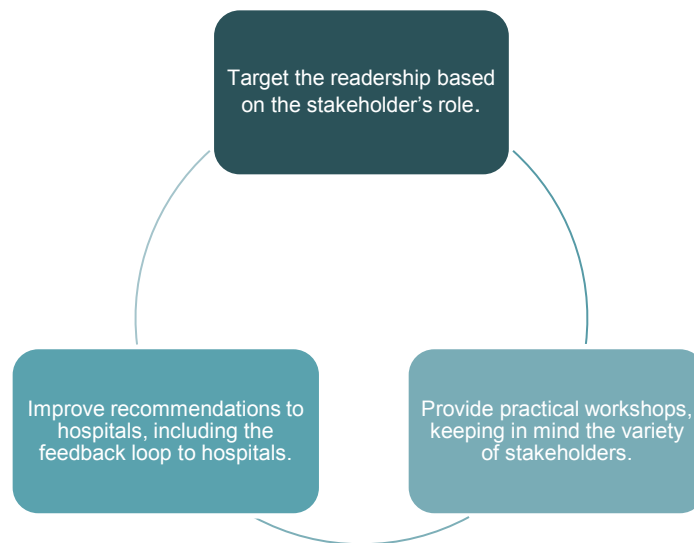 Target the readership based
on the stakeholder’s role.
Improve recommendations to
hospitals, including the
feedback loop to hospitals.
Provide practical workshops,
keeping in mind the variety
of stakeholders.